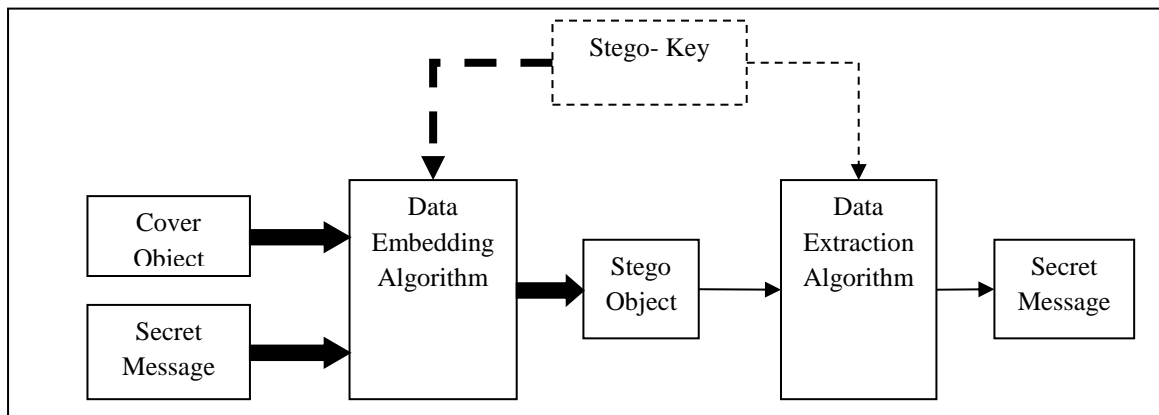 Stego- Key
Cover
Object
Secret
Message
Data
Embedding
Algorithm
Stego
Object
Data
Extraction
Algorithm
Secret
Message